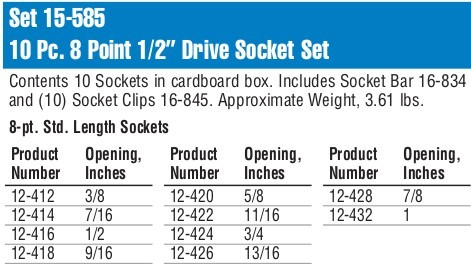 Set 15-585
10 Pc. 8 Point 1/2” Drive Socket Set
Contents 10 Sockets in cardboard box. Includes Socket Bar 16-834
and (10) Socket Clips 16-845. Approximate Weight, 3.61 lbs.
8-pt. Std. Length Sockets
Product Opening, Product Opening, Product Opening,
Number Inches Number Inches Number Inches
12-412 3/8 12-420 5/8 12-428 7/8
12-414 7/16 12-422 11/16 12-432 1
12-416 1/2 12-424 3/4
12-418 9/16 12-426 13/16